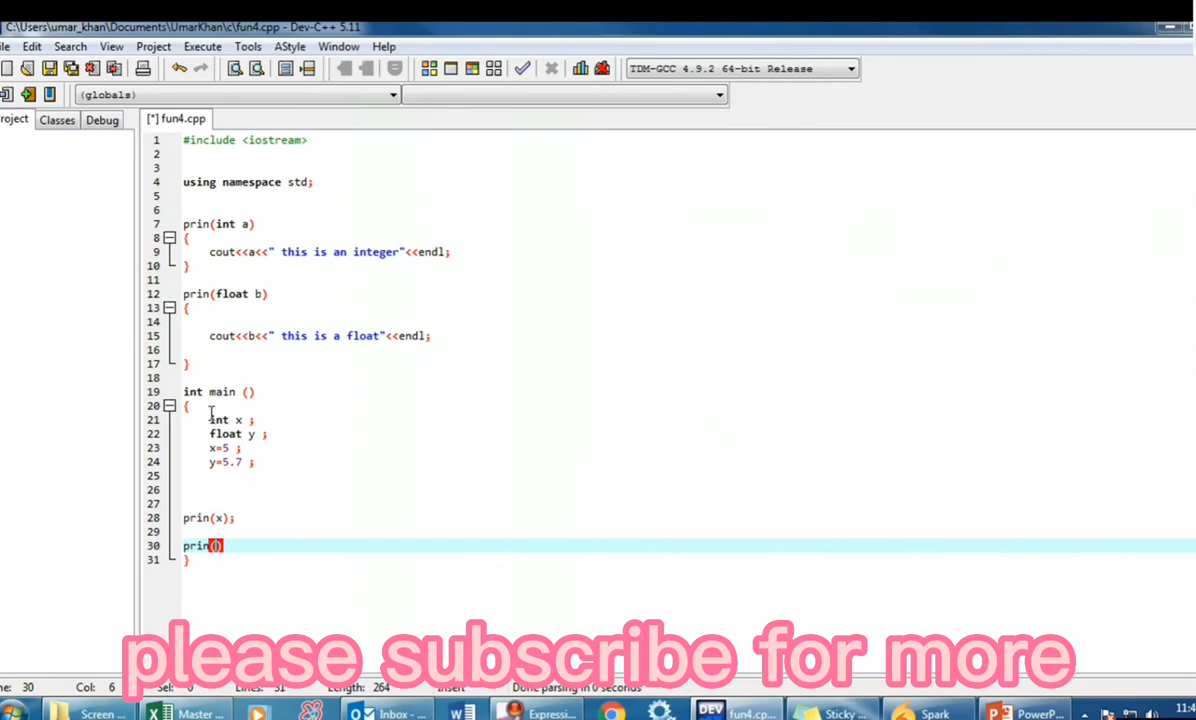 C:\Users\umar_khan\Documents\UmarKhan\c\fun4.cpp - Dev-C++ 5.11
ile Edit Search View Project Execute Tools AStyle Window Help
TDM-GCC 4.9.2 64-bit Release
(globals)
roject Classes Debug [*] fun4.cpp
1 #include <iostream>
2
3
4 using namespace std;
5
6
7 prin(int a)
8 {
9 cout<<a<<" this is an integer"<<endl;
10 }
11
12 prin(float b)
13 {
14
15 cout<<b<<" this is a float"<<endl;
16
17 }
18
19 int main ()
20 {
21 int x ;
22 float y ;
23 x=5 ;
24 y=5.7 ;
25
26
27
28 prin(x);
29
30 prin()
31 }
please subscribe for more
ne: 30 Col: 6 Sel: 0 Lines: 31 Length: 264 Insert Done parsing in 0 seconds
Screen ... Master ... Inbox - ... Expressi... fun4.cp... Sticky ... Spark PowerP...